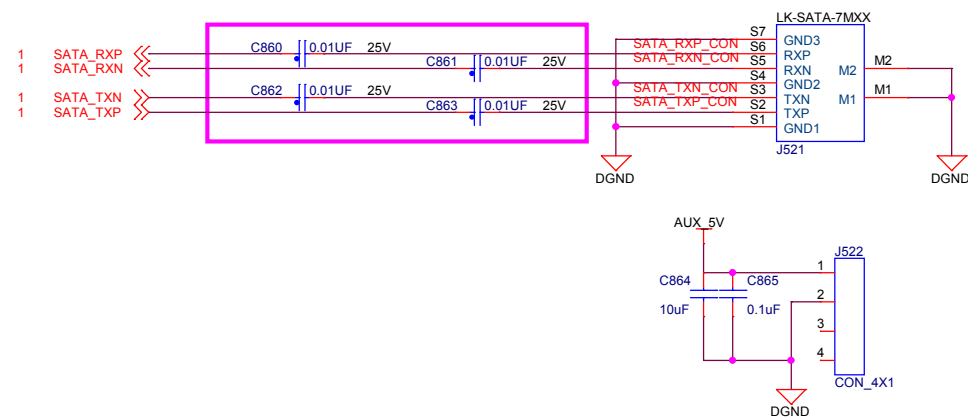 LK-SATA-7MXX
1 SATA_RXP C860 0.01UF 25V SATA_RXP_CON S7 GND3
1 SATA_RXN C861 0.01UF 25V SATA_RXN_CON S6 RXP
S5 RXN M2 M2
S4 GND2
1 SATA_TXN C862 0.01UF 25V SATA_TXN_CON S3 TXN M1 M1
1 SATA_TXP C863 0.01UF 25V SATA_TXP_CON S2 TXP
S1 GND1
J521
DGND DGND
AUX_5V
J522
C864 C865 1
10uF 0.1uF 2
3
4
CON_4X1
DGND